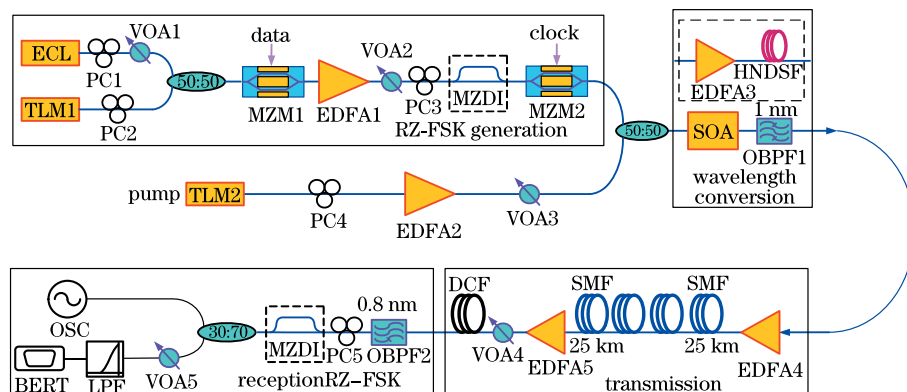 ECL
PC1
VOA1
TLM1
PC2
50:50
data
MZM1
EDFA1
VOA2
PC3
MZDI
clock
MZM2
RZ-FSK generation
50:50
pump
TLM2
PC4
EDFA2
VOA3
EDFA3
HNDSF
SOA
1 nm
OBPF1
wavelength
conversion
OSC
BERT
LPF
VOA5
30:70
MZDI
PC5
0.8 nm
OBPF2
receptionRZ-FSK
DCF
VOA4
EDFA5
SMF
25 km
SMF
25 km
EDFA4
transmission